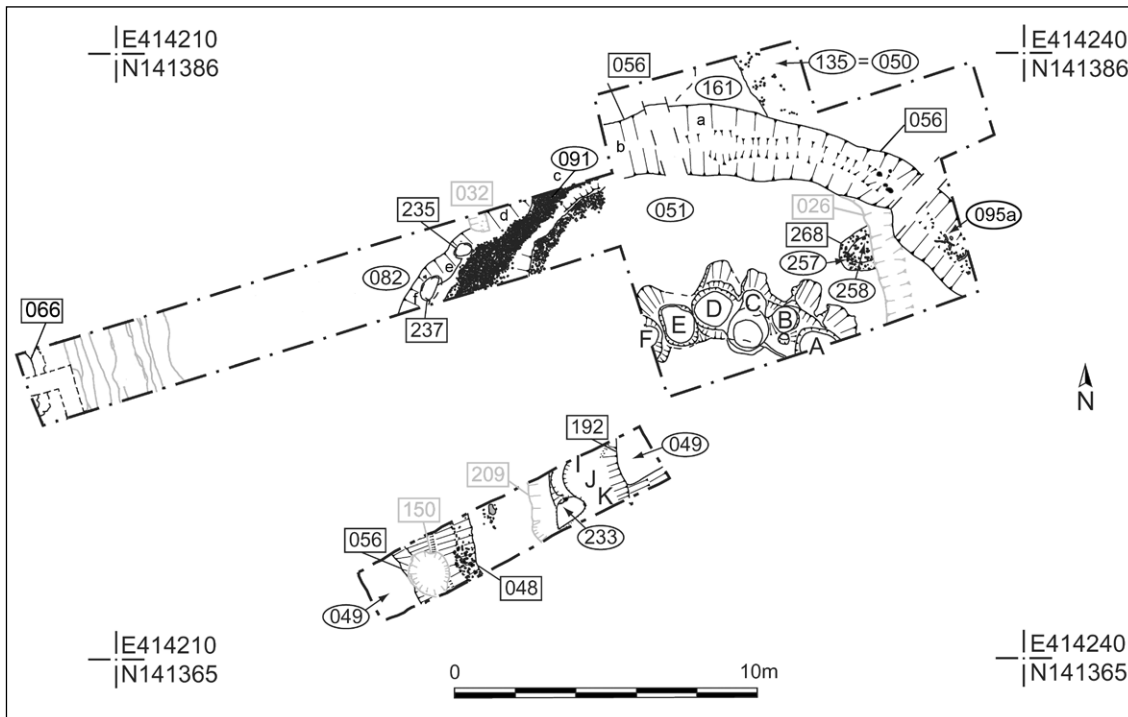 E414210
N141386
E414240
N141386
056
135 = 050
161
a
056
b
091
c
032
051
026
095a
235
d
268
257
e
082
258
f
237
C
D
B
066
E
F
A
N
192
049
I
209
J
K
150
233
056
048
049
E414210
N141365
E414240
N141365
0
10m